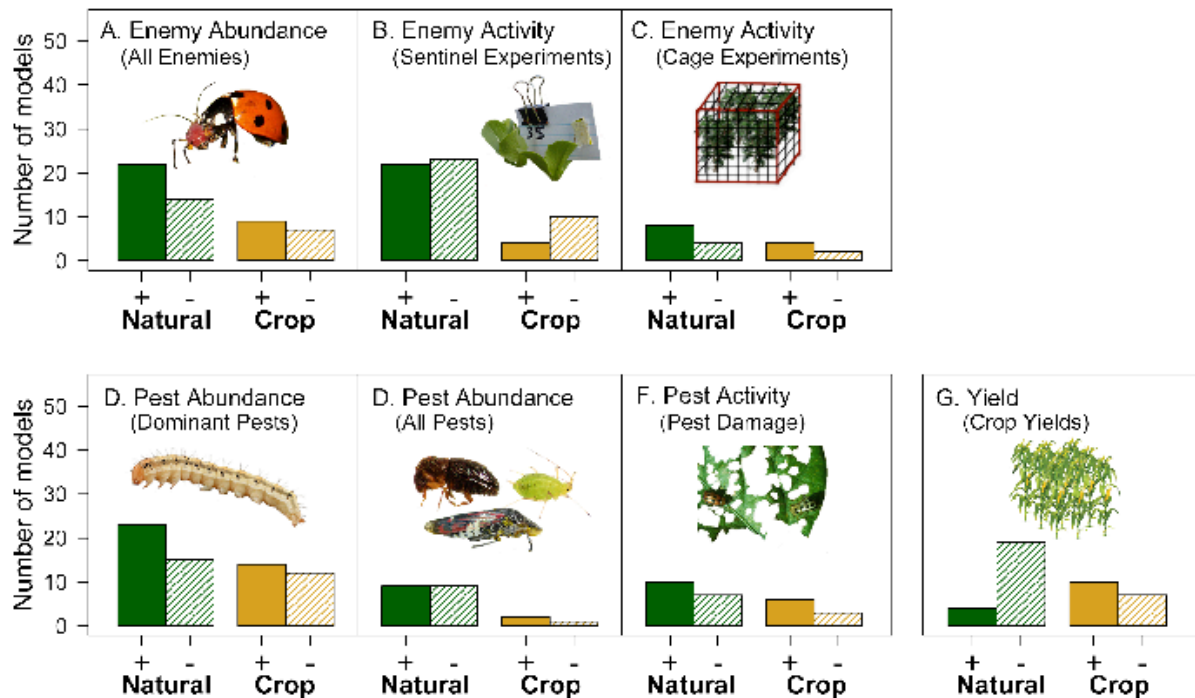 A. Enemy Abundance
(All Enemies)
B. Enemy Activity
(Sentinel Experiments)
C. Enemy Activity
(Cage Experiments)
Number of models
50
40
30
20
10
0
35
+ - + -
Natural Crop
+ - + -
Natural Crop
+ - + -
Natural Crop
D. Pest Abundance
(Dominant Pests)
D. Pest Abundance
(All Pests)
F. Pest Activity
(Pest Damage)
G. Yield
(Crop Yields)
Number of models
50
40
30
20
10
0
+ - + -
Natural Crop
+ - + -
Natural Crop
+ - + -
Natural Crop
+ - + -
Natural Crop